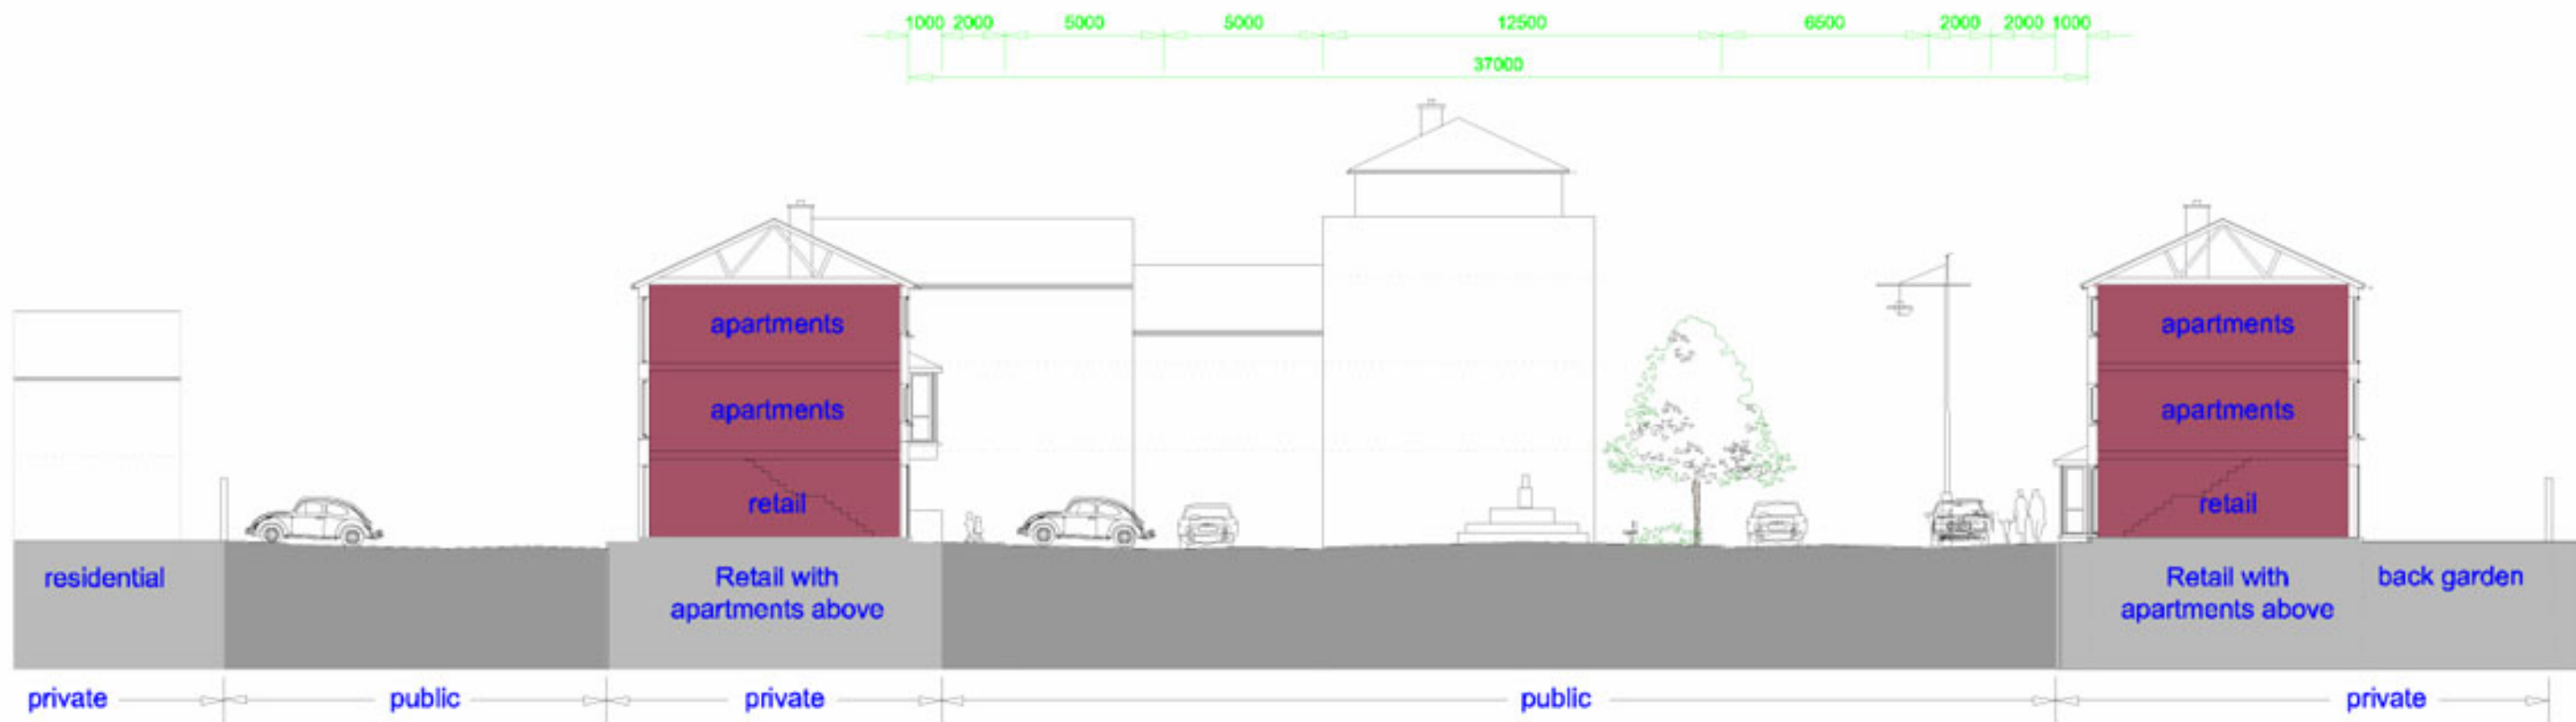 1000 2000 5000 5000 12500 6500 2000 2000 1000
37000
apartments apartments
apartments apartments
retail retail
residential
Retail with
apartments above
Retail with
apartments above
back garden
private public private public private